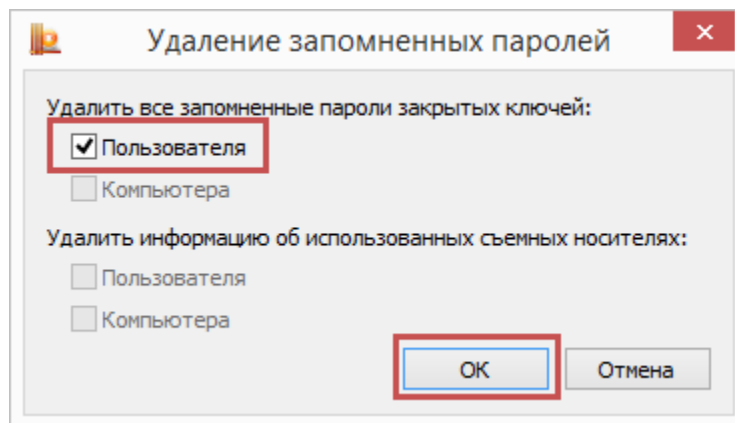 Удаление запомненных паролей
Удалить все запомненные пароли закрытых ключей:
Пользователя
Компьютера
Удалить информацию об использованных съемных носителях:
Пользователя
Компьютера
ОК Отмена